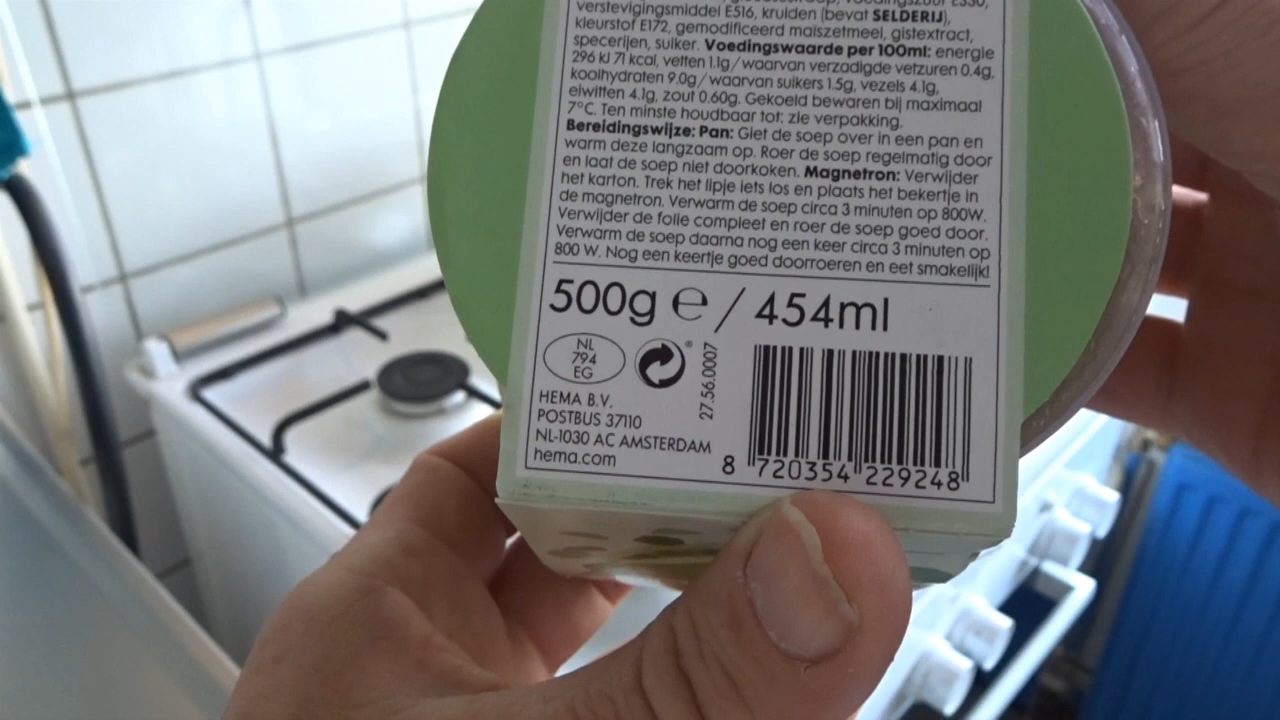 verstevigingsmiddel E516, kruiden (bevat SELDERIJ),
kleurstof E172, gemodificeerd maïszetmeel, gistextract,
specerijen, suiker. Voedingswaarde per 100ml: energie
296 kJ 71 kcal, vetten 1.1g/waarvan verzadigde vetzuren 0.4g,
koolhydraten 9.0g/waarvan suikers 1.5g, vezels 4.1g,
eiwitten 4.1g, zout 0.60g. Gekoeld bewaren bij maximaal
7°C. Ten minste houdbaar tot: zie verpakking.
Bereidingswijze: Pan: Giet de soep over in een pan en
warm deze langzaam op. Roer de soep regelmatig door
en laat de soep niet doorkoken. Magnetron: Verwijder
het karton. Trek het lipje iets los en plaats het bekertje in
de magnetron. Verwarm de soep circa 3 minuten op 800W.
Verwijder de folie compleet en roer de soep goed door.
Verwarm de soep daarna nog een keer circa 3 minuten op
800 W. Nog een keertje goed doorroeren en eet smakelijk!
500g e / 454ml
NL
794
EG
®
27.56.0007
HEMA B.V.
POSTBUS 37110
NL-1030 AC AMSTERDAM
hema.com
8 720354 229248